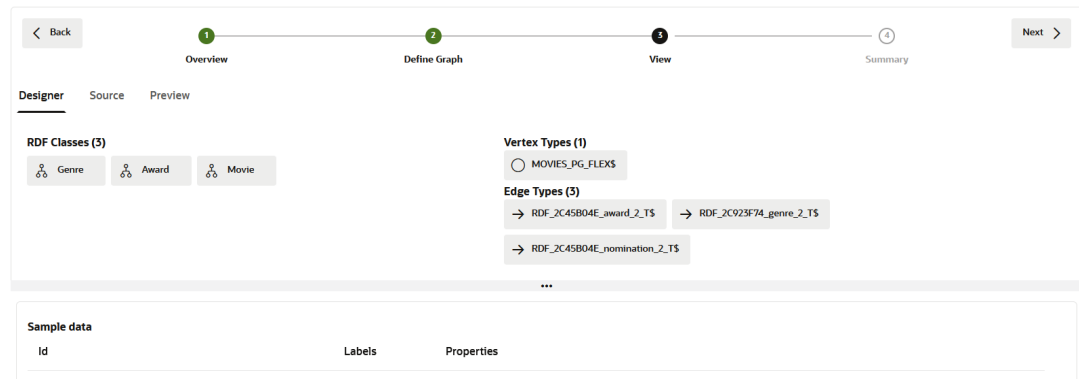 Back
1
2
3
4
Next
Overview
Define Graph
View
Summary
Designer
Source
Preview
RDF Classes (3)
Genre
Award
Movie
Vertex Types (1)
MOVIES_PG_FLEX$
Edge Types (3)
RDF_2C45B04E_award_2_T$
RDF_2C923F74_genre_2_T$
RDF_2C45B04E_nomination_2_T$
Sample data
Id
Labels
Properties